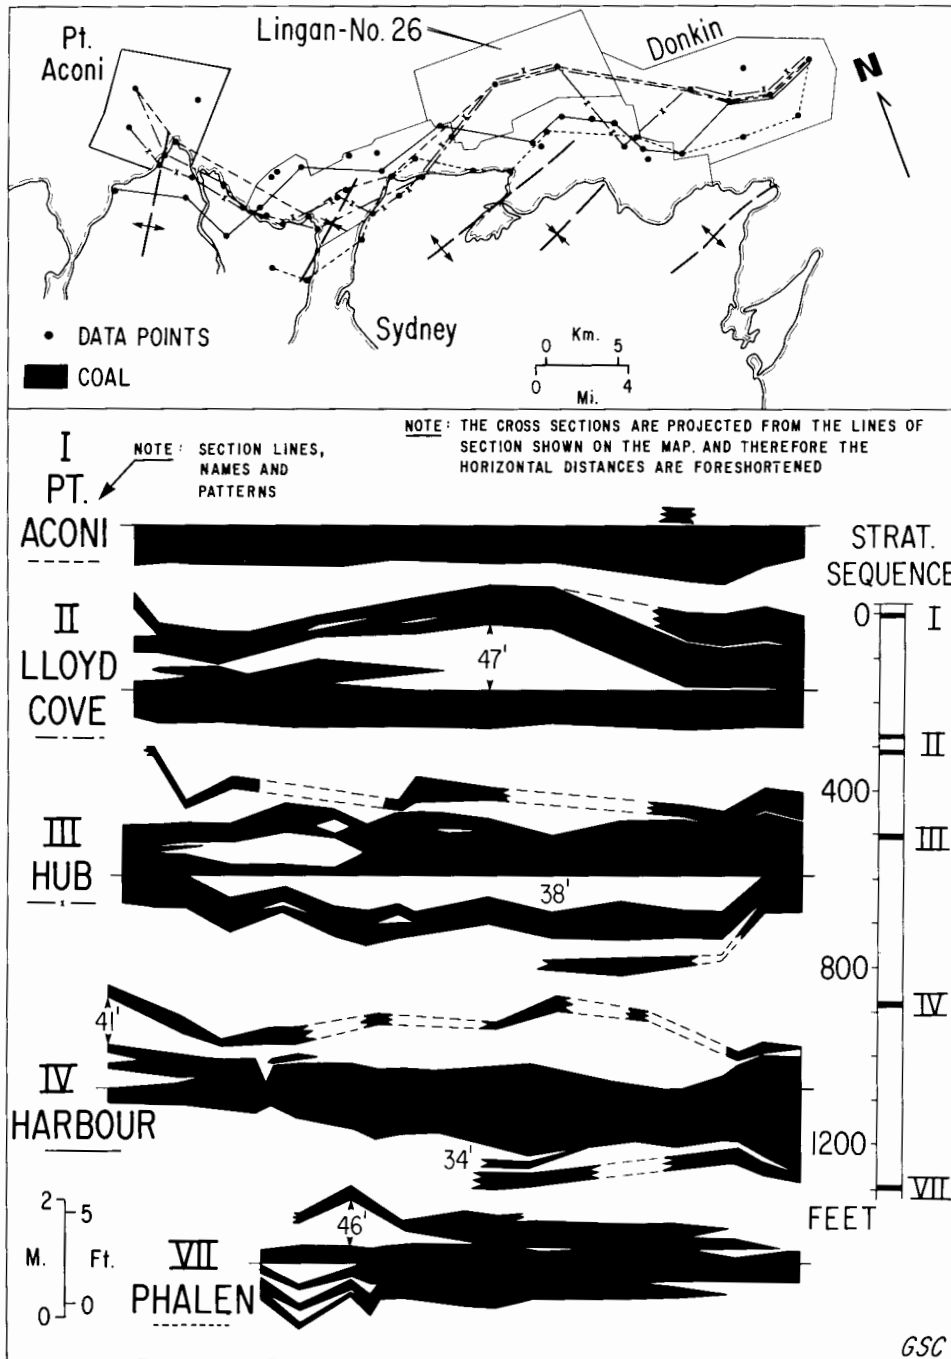 Pt.
Aconi
Lingan-No. 26
Donkin
N
Sydney
DATA POINTS
COAL
0 Km. 5
0 Mi. 4
I
PT.
ACONI
NOTE: SECTION LINES,
NAMES AND
PATTERNS
NOTE: THE CROSS SECTIONS ARE PROJECTED FROM THE LINES OF
SECTION SHOWN ON THE MAP, AND THEREFORE THE
HORIZONTAL DISTANCES ARE FORESHORTENED
STRAT.
SEQUENCE
II
LLOYD
COVE
47'
0
I
II
400
III
III
HUB
x
38'
800
IV
41'
IV
HARBOUR
34'
1200
VII
FEET
2
5
M. Ft.
0
0
46'
VII
PHALEN
GSC